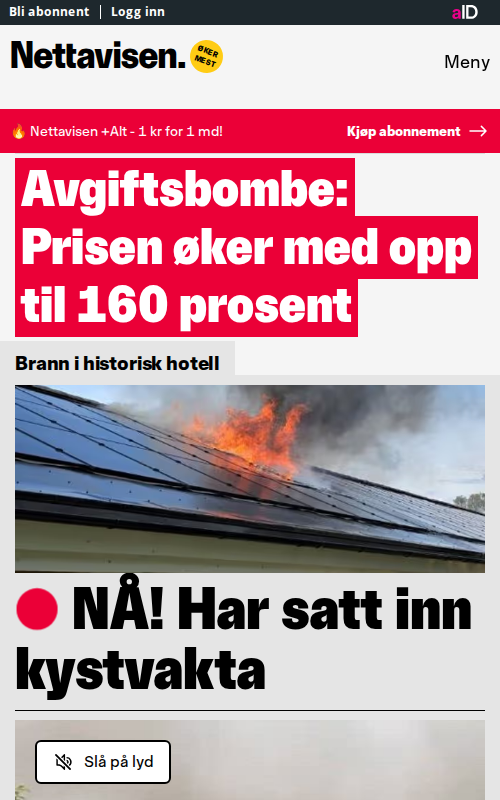 Bli abonnent | Logg inn
aID
Nettavisen.
ØKER
MEST
Meny
🔥 Nettavisen +Alt - 1 kr for 1 md!
Kjøp abonnement →
Avgiftsbombe:
Prisen øker med opp
til 160 prosent
Brann i historisk hotell
NÅ! Har satt inn
kystvakta
Slå på lyd